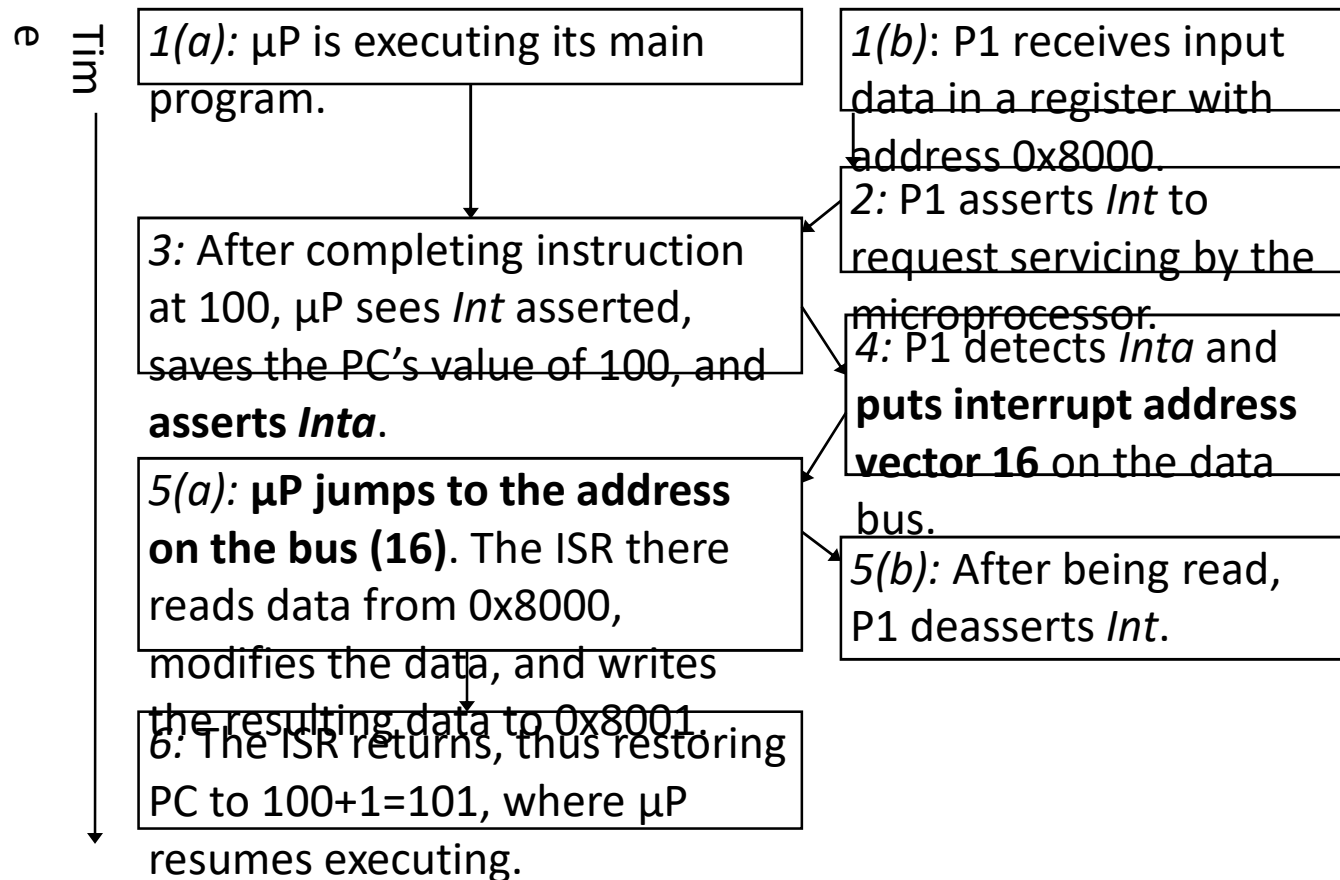 Tim
e
1(a): μP is executing its main
program.
1(b): P1 receives input
data in a register with
address 0x8000.
2: P1 asserts Int to
request servicing by the
microprocessor.
3: After completing instruction
at 100, μP sees Int asserted,
saves the PC’s value of 100, and
asserts Inta.
4: P1 detects Inta and
puts interrupt address
vector 16 on the data
bus.
5(a): μP jumps to the address
on the bus (16). The ISR there
reads data from 0x8000,
modifies the data, and writes
the resulting data to 0x8001.
5(b): After being read,
P1 deasserts Int.
6: The ISR returns, thus restoring
PC to 100+1=101, where μP
resumes executing.